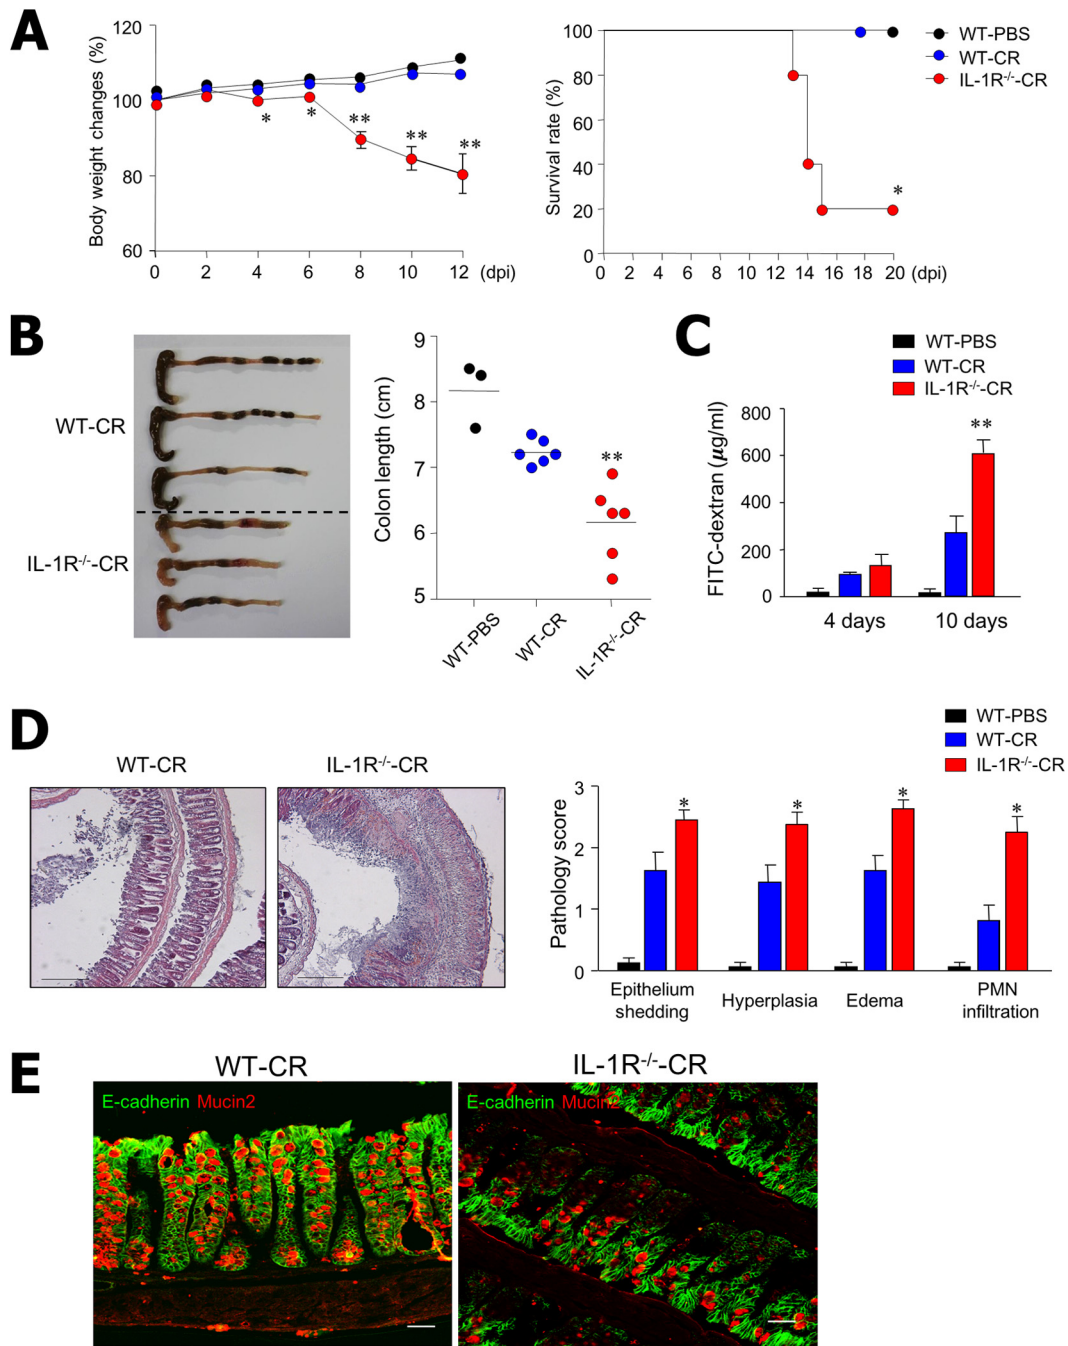 A
Body weight changes (%)
120
100
80
60
0 2 4 6 8 10 12 (dpi)
* * ** ** **
Survival rate (%)
100
80
60
40
20
0
0 2 4 6 8 10 12 14 16 18 20 (dpi)
*
WT-PBS
WT-CR
IL-1R-/--CR
B
WT-CR
IL-1R-/--CR
Colon length (cm)
9
8
7
6
5
**
WT-PBS
WT-CR
IL-1R-/--CR
C
WT-PBS
WT-CR
IL-1R-/--CR
FITC-dextran (µg/ml)
800
600
400
200
0
**
4 days 10 days
D
WT-CR
IL-1R-/--CR
WT-PBS
WT-CR
IL-1R-/--CR
Pathology score
3
2
1
0
* * * *
Epithelium
shedding
Hyperplasia
Edema
PMN
infiltration
E
WT-CR
IL-1R-/--CR
E-cadherin Mucin2
E-cadherin Mucin2